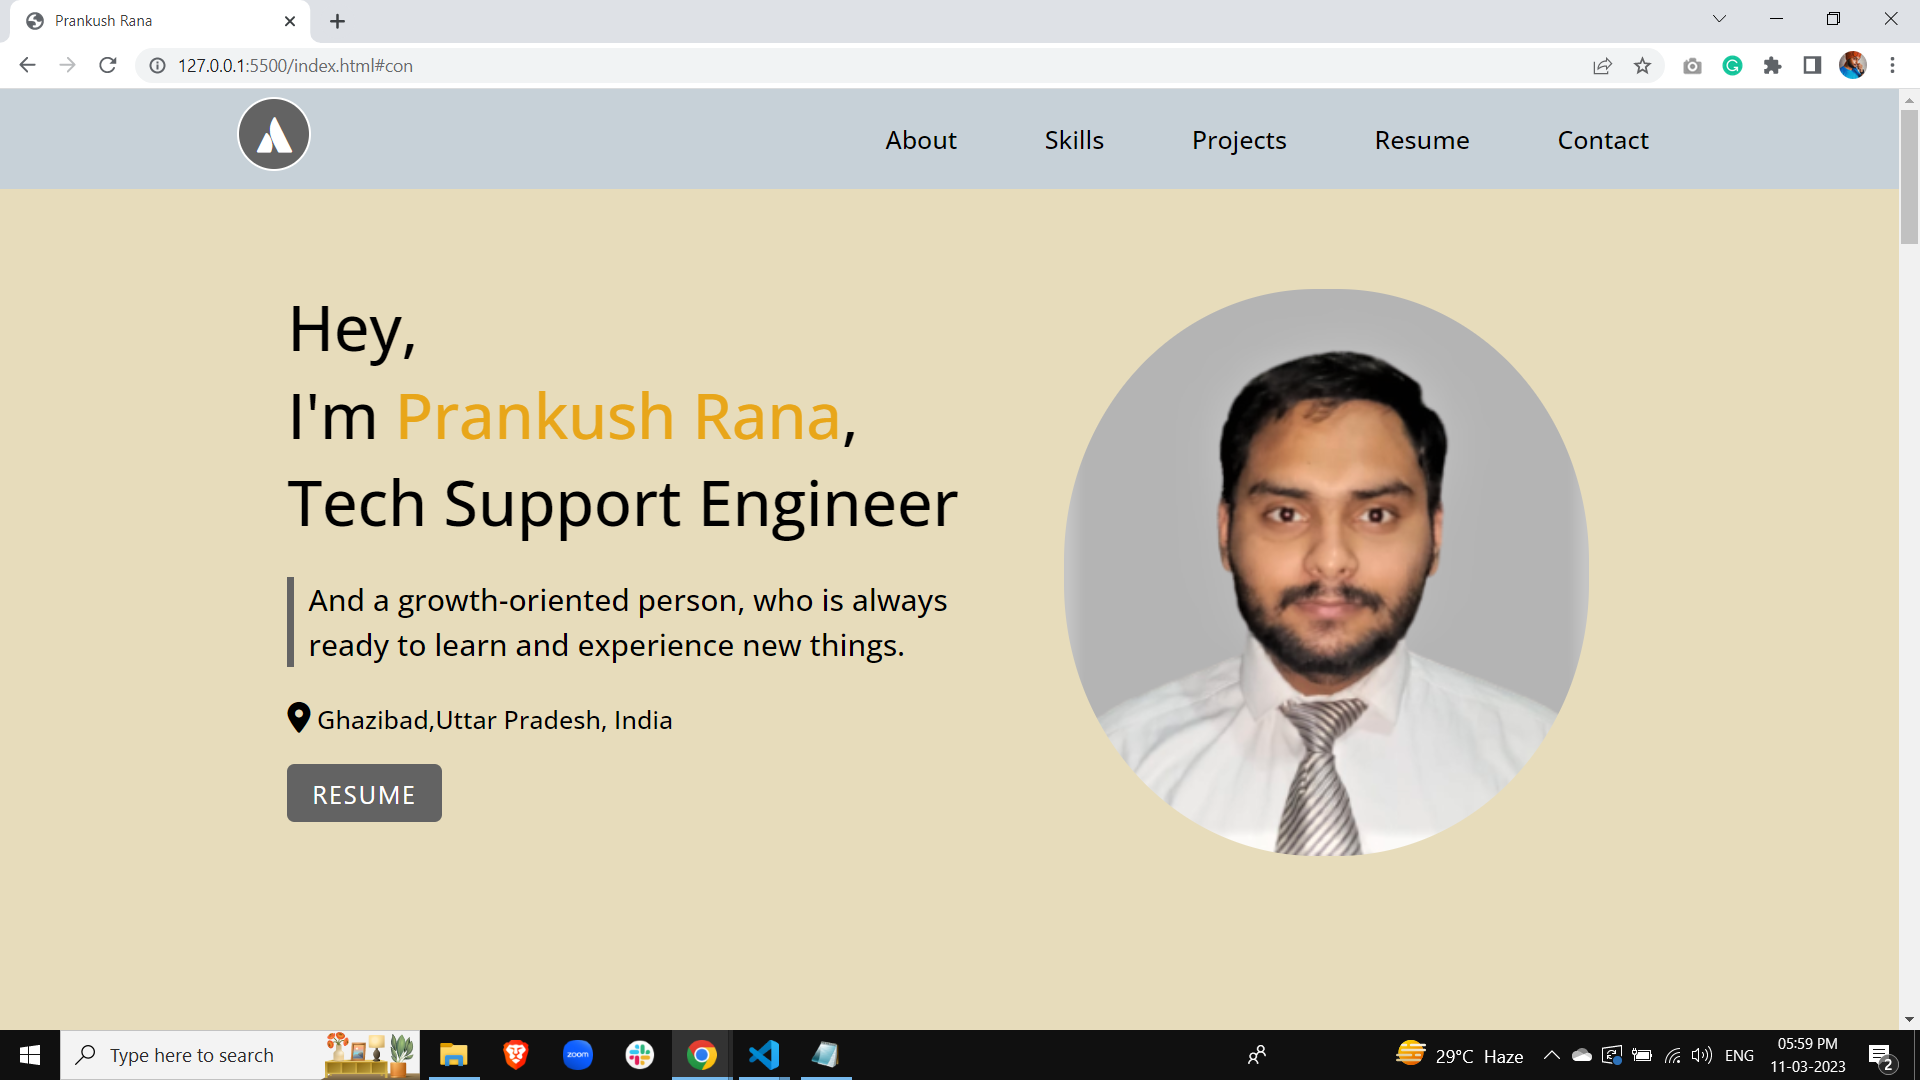 Prankush Rana
127.0.0.1:5500/index.html#con
About Skills Projects Resume Contact
Hey,
I'm Prankush Rana,
Tech Support Engineer
And a growth-oriented person, who is always
ready to learn and experience new things.
Ghazibad,Uttar Pradesh, India
RESUME
Type here to search
zoom
29°C Haze
ENG
05:59 PM
11-03-2023
2